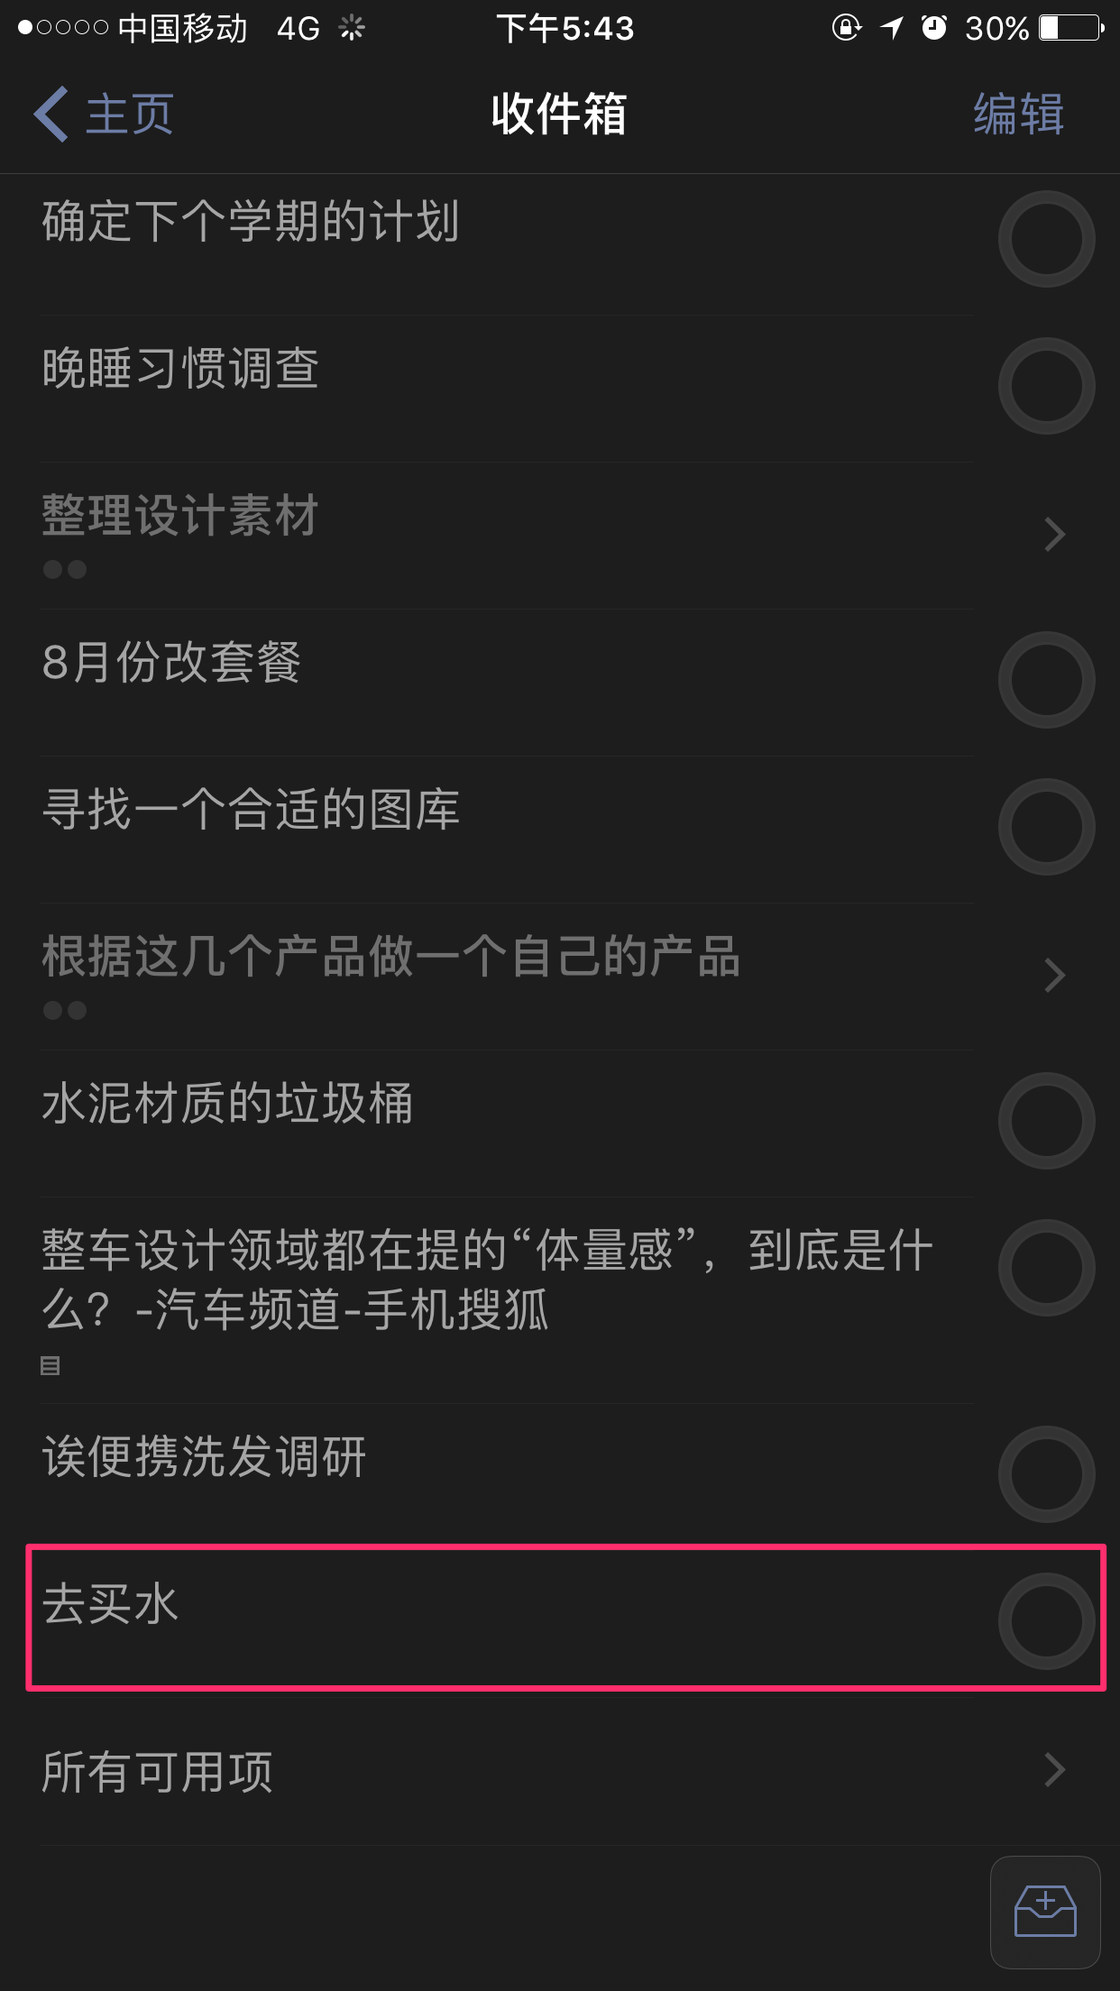 中国移动 4G 下午5:43 30%
主页 收件箱 编辑
确定下个学期的计划
晚睡习惯调查
整理设计素材
8月份改套餐
寻找一个合适的图库
根据这几个产品做一个自己的产品
水泥材质的垃圾桶
整车设计领域都在提的“体量感”，到底是什
么？-汽车频道-手机搜狐
诶便携洗发调研
去买水
所有可用项